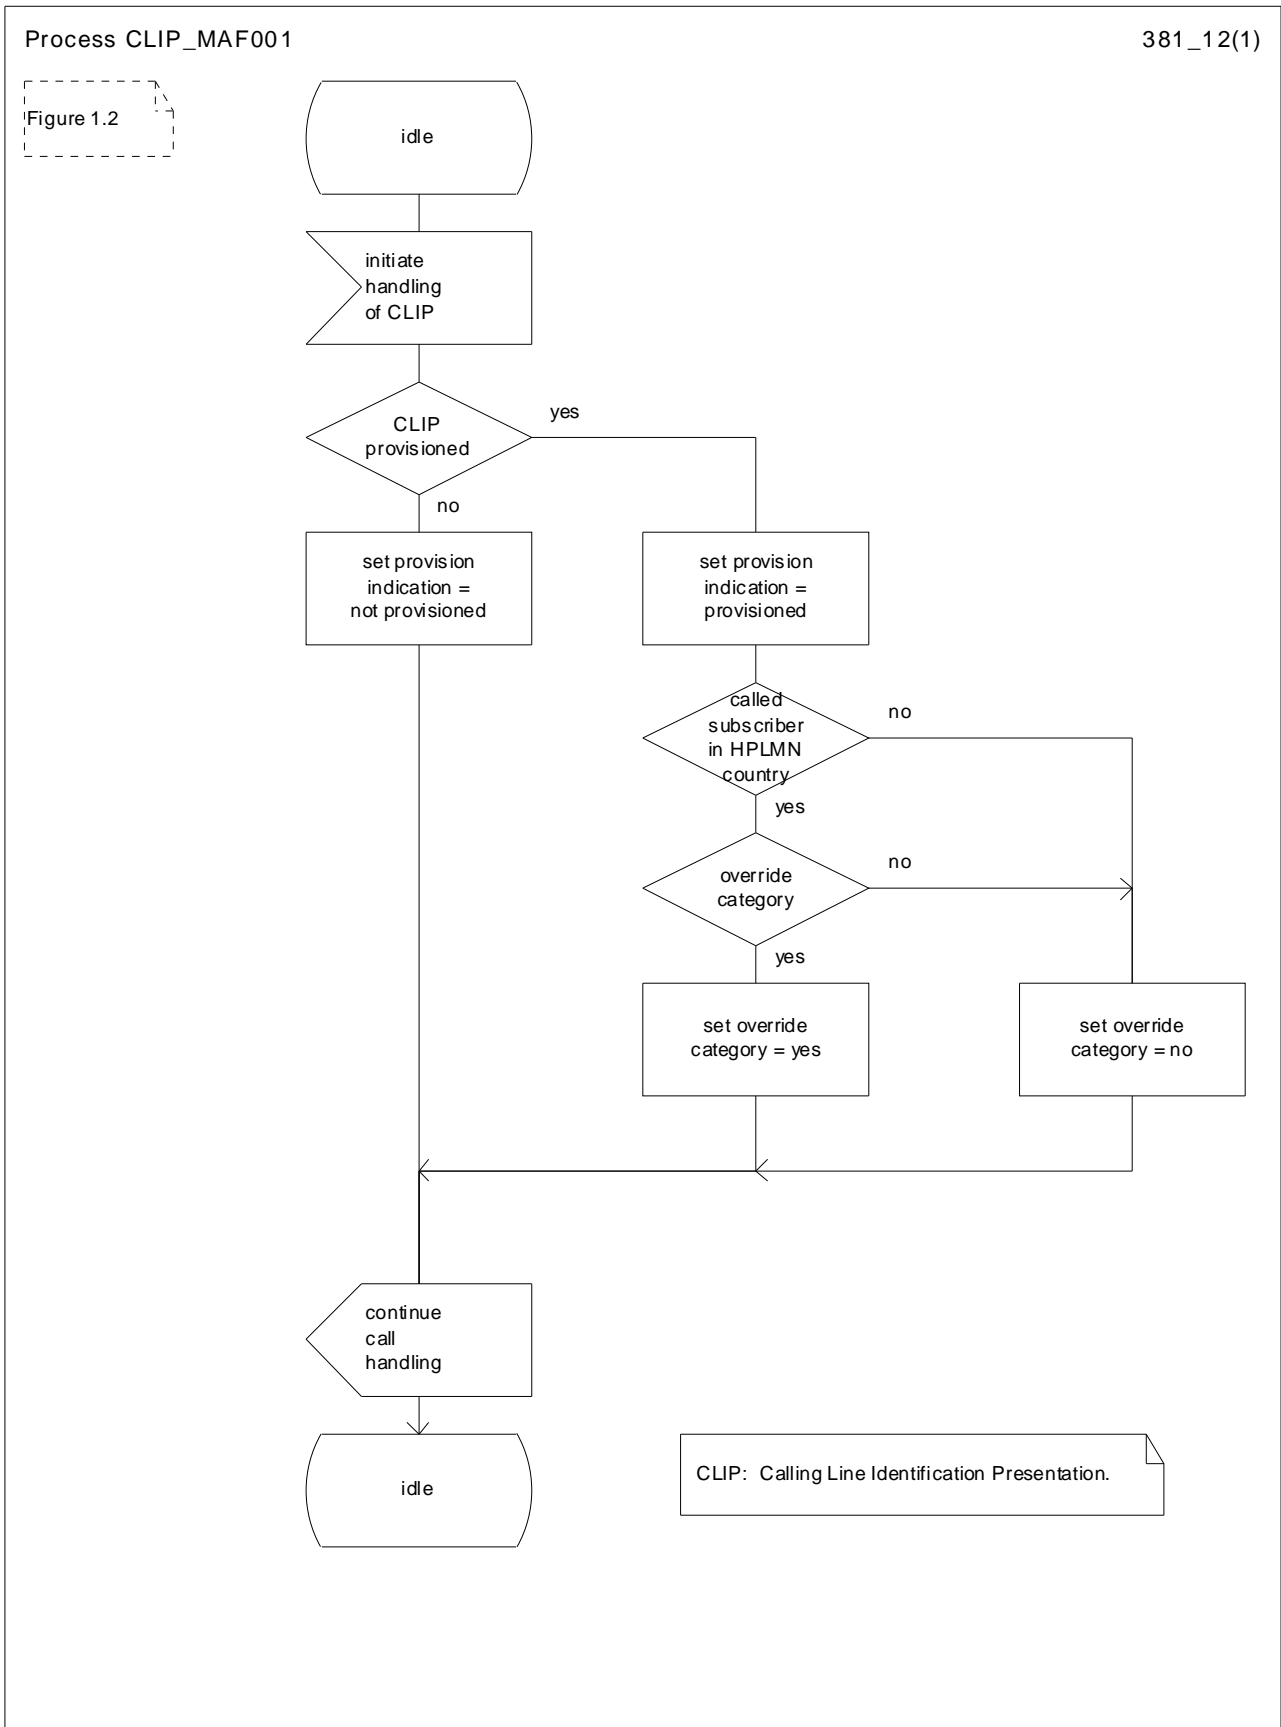 Process CLIP_MAF001
381_12(1)
Figure 1.2
idle
initiate
handling
of CLIP
CLIP
provisioned
yes
no
set provision
indication =
not provisioned
set provision
indication =
provisioned
called
subscriber
in HPLMN
country
no
yes
override
category
no
yes
set override
category = yes
set override
category = no
continue
call
handling
idle
CLIP: Calling Line Identification Presentation.